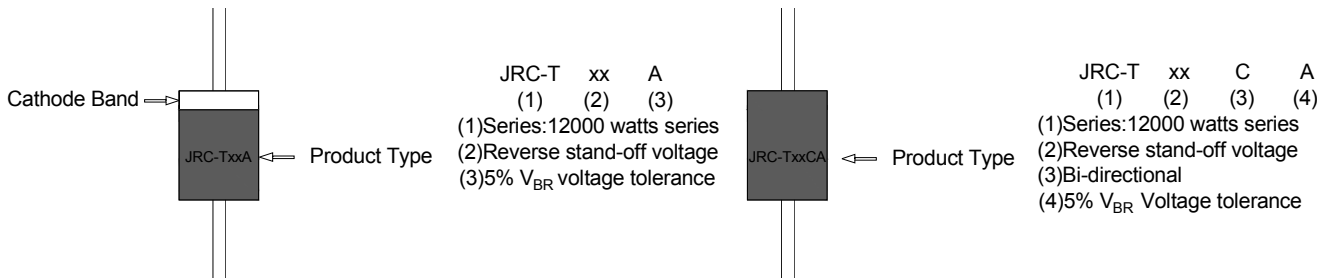 Cathode Band
JRC-TxxA
Product Type
JRC-T xx A
(1) (2) (3)
(1)Series:12000 watts series
(2)Reverse stand-off voltage
(3)5% VBR voltage tolerance
JRC-TxxCA
Product Type
JRC-T xx C A
(1) (2) (3) (4)
(1)Series:12000 watts series
(2)Reverse stand-off voltage
(3)Bi-directional
(4)5% VBR Voltage tolerance